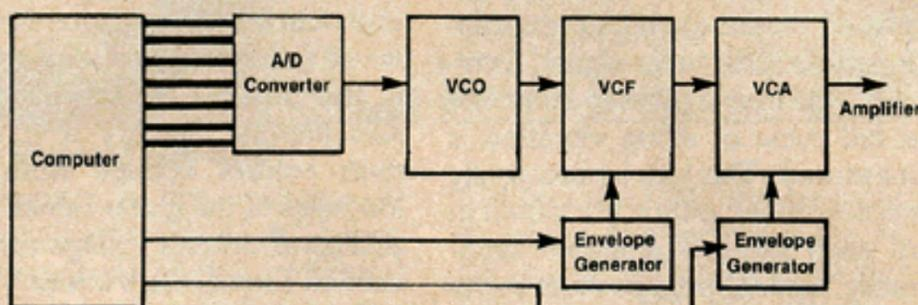 A/D
Converter
VCO
VCF
VCA
Amplifier
Computer
Envelope
Generator
Envelope
Generator